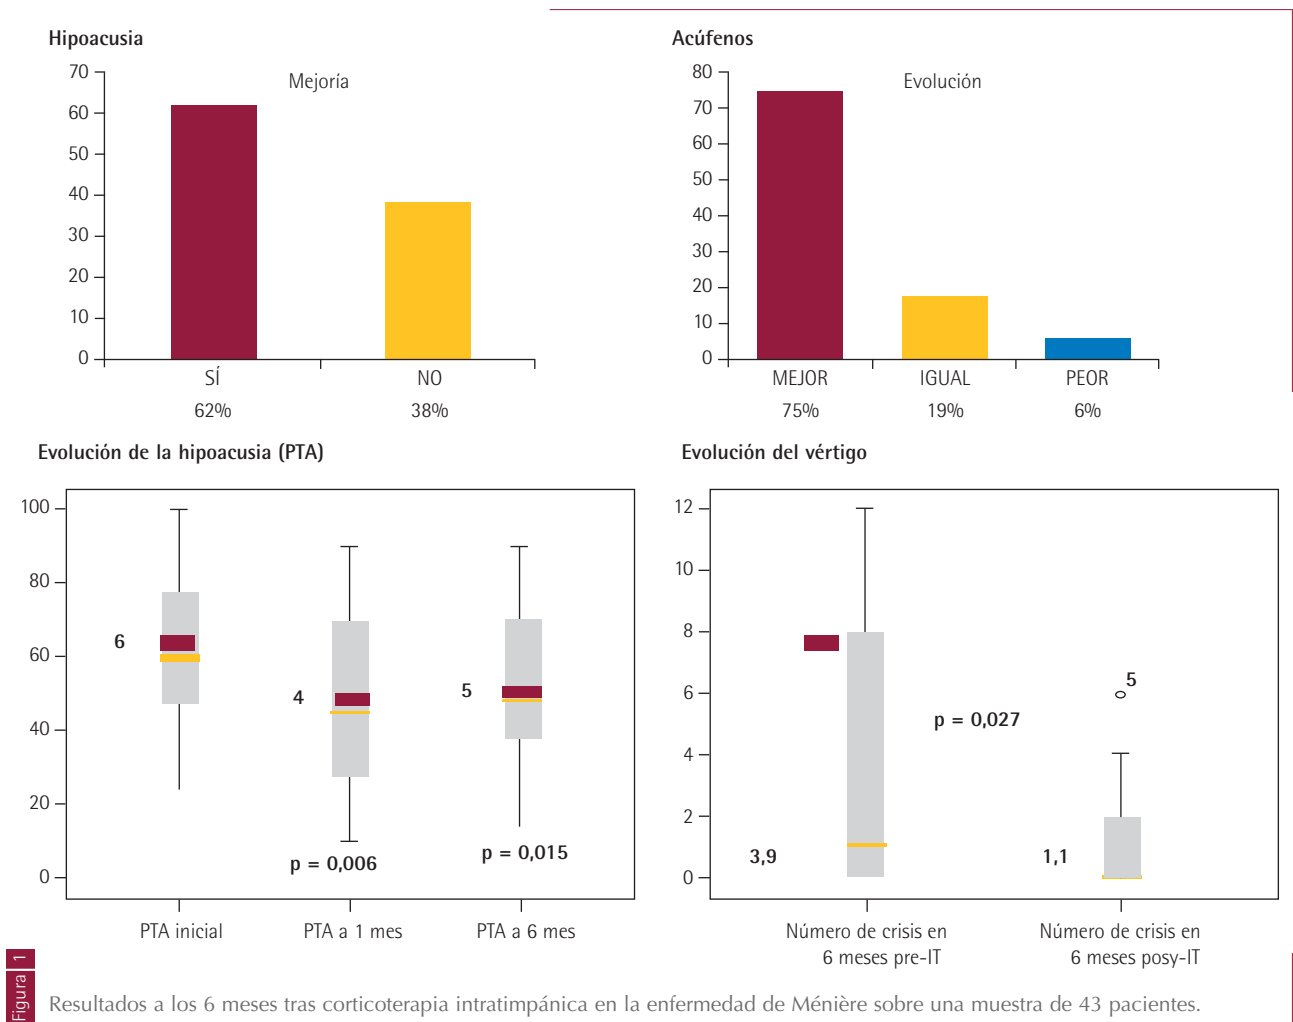 Hipoacusia
Mejoría
70
60
50
40
30
20
10
0
SÍ
NO
62%
38%
Acúfenos
Evolución
80
70
60
50
40
30
20
10
0
MEJOR
IGUAL
PEOR
75%
19%
6%
Evolución de la hipoacusia (PTA)
100
80
60
40
20
0
6
4
5
p = 0,006
p = 0,015
PTA inicial
PTA a 1 mes
PTA a 6 mes
Evolución del vértigo
12
10
8
6
4
2
0
5
p = 0,027
3,9
1,1
Número de crisis en
6 meses pre-IT
Número de crisis en
6 meses posy-IT
Figura 1
Resultados a los 6 meses tras corticoterapia intratimpánica en la enfermedad de Ménière sobre una muestra de 43 pacientes.